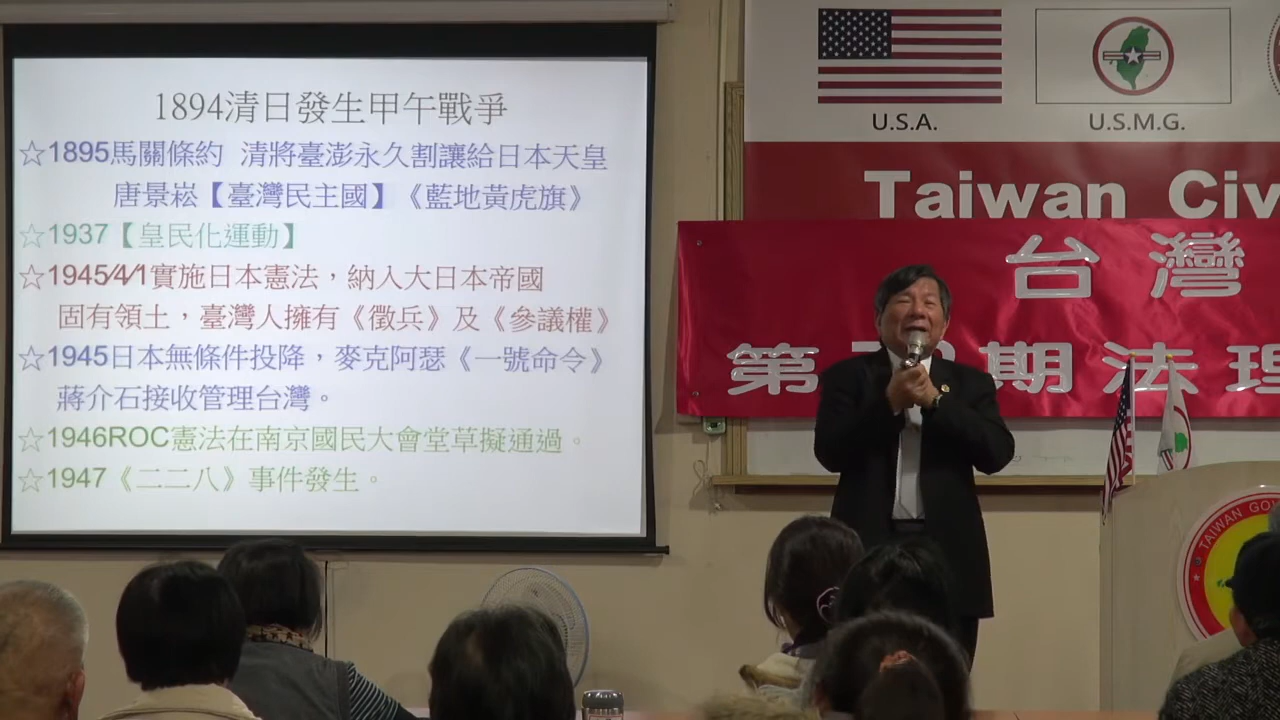 1894清日發生甲午戰爭
☆1895馬關條約 清將臺澎永久割讓給日本天皇
唐景崧【臺灣民主國】《藍地黃虎旗》
☆1937【皇民化運動】
☆1945/4/1實施日本憲法，納入大日本帝國
固有領土，臺灣人擁有《徵兵》及《參議權》
☆1945日本無條件投降，麥克阿瑟《一號命令》
蔣介石接收管理台灣。
☆1946ROC憲法在南京國民大會堂草擬通過。
☆1947《二二八》事件發生。
U.S.A.
U.S.M.G.
Taiwan Civ
台灣
第 期法理
TAIWAN GOV